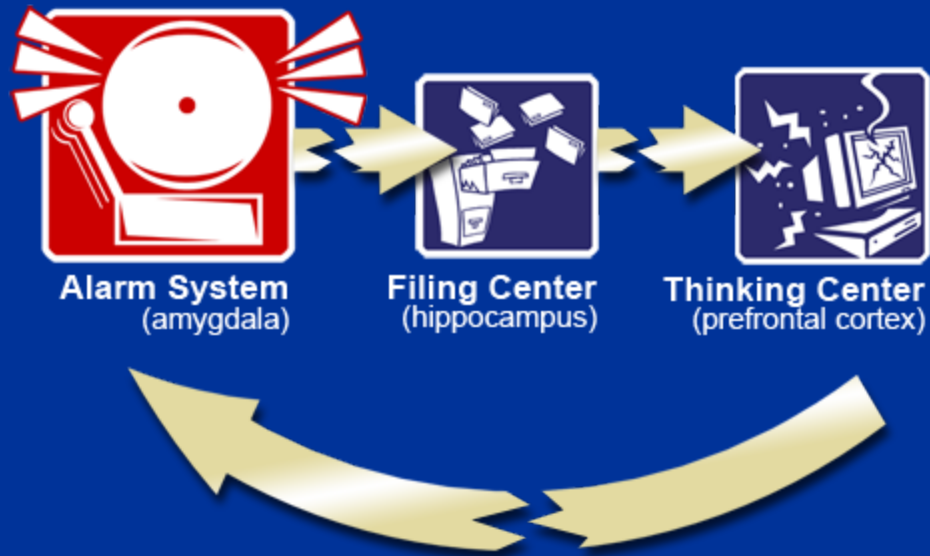 Alarm System
(amygdala)
Filing Center
(hippocampus)
Thinking Center
(prefrontal cortex)